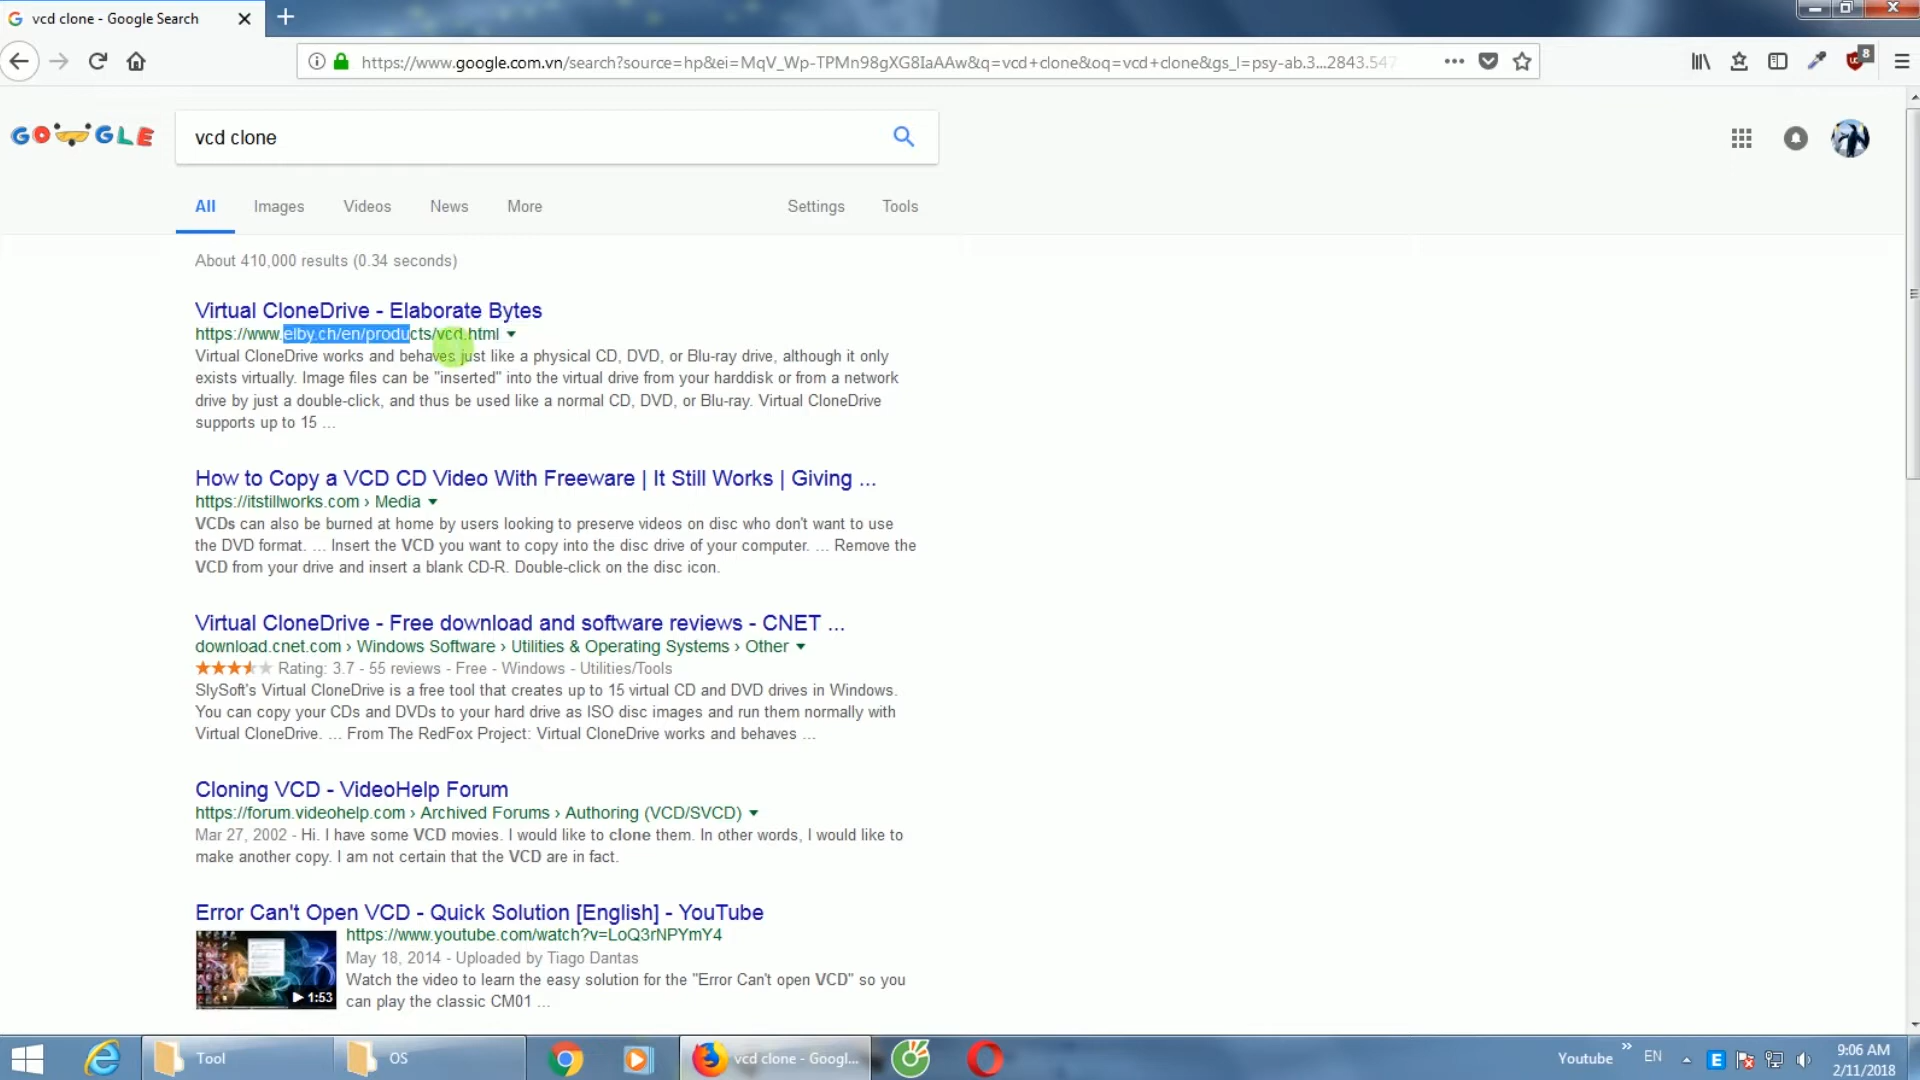 vcd clone - Google Search
https://www.google.com.vn/search?source=hp&ei=MqV_Wp-TPMn98gXG8IaAAw&q=vcd+clone&oq=vcd+clone&gs_l=psy-ab.3...2843.547
8
GOOGLE
vcd clone
All Images Videos News More Settings Tools
About 410,000 results (0.34 seconds)
Virtual CloneDrive - Elaborate Bytes
https://www.elby.ch/en/products/vcd.html
Virtual CloneDrive works and behaves just like a physical CD, DVD, or Blu-ray drive, although it only
exists virtually. Image files can be "inserted" into the virtual drive from your harddisk or from a network
drive by just a double-click, and thus be used like a normal CD, DVD, or Blu-ray. Virtual CloneDrive
supports up to 15 ...
How to Copy a VCD CD Video With Freeware | It Still Works | Giving ...
https://itstillworks.com › Media
VCDs can also be burned at home by users looking to preserve videos on disc who don't want to use
the DVD format. ... Insert the VCD you want to copy into the disc drive of your computer. ... Remove the
VCD from your drive and insert a blank CD-R. Double-click on the disc icon.
Virtual CloneDrive - Free download and software reviews - CNET ...
download.cnet.com › Windows Software › Utilities & Operating Systems › Other
Rating: 3.7 - 55 reviews - Free - Windows - Utilities/Tools
SlySoft's Virtual CloneDrive is a free tool that creates up to 15 virtual CD and DVD drives in Windows.
You can copy your CDs and DVDs to your hard drive as ISO disc images and run them normally with
Virtual CloneDrive. ... From The RedFox Project: Virtual CloneDrive works and behaves ...
Cloning VCD - VideoHelp Forum
https://forum.videohelp.com › Archived Forums › Authoring (VCD/SVCD)
Mar 27, 2002 - Hi. I have some VCD movies. I would like to clone them. In other words, I would like to
make another copy. I am not certain that the VCD are in fact.
Error Can't Open VCD - Quick Solution [English] - YouTube
https://www.youtube.com/watch?v=LoQ3rNPYmY4
May 18, 2014 - Uploaded by Tiago Dantas
Watch the video to learn the easy solution for the "Error Can't open VCD" so you
can play the classic CM01 ...
1:53
Tool OS vcd clone - Googl... Youtube » EN 9:06 AM
2/11/2018